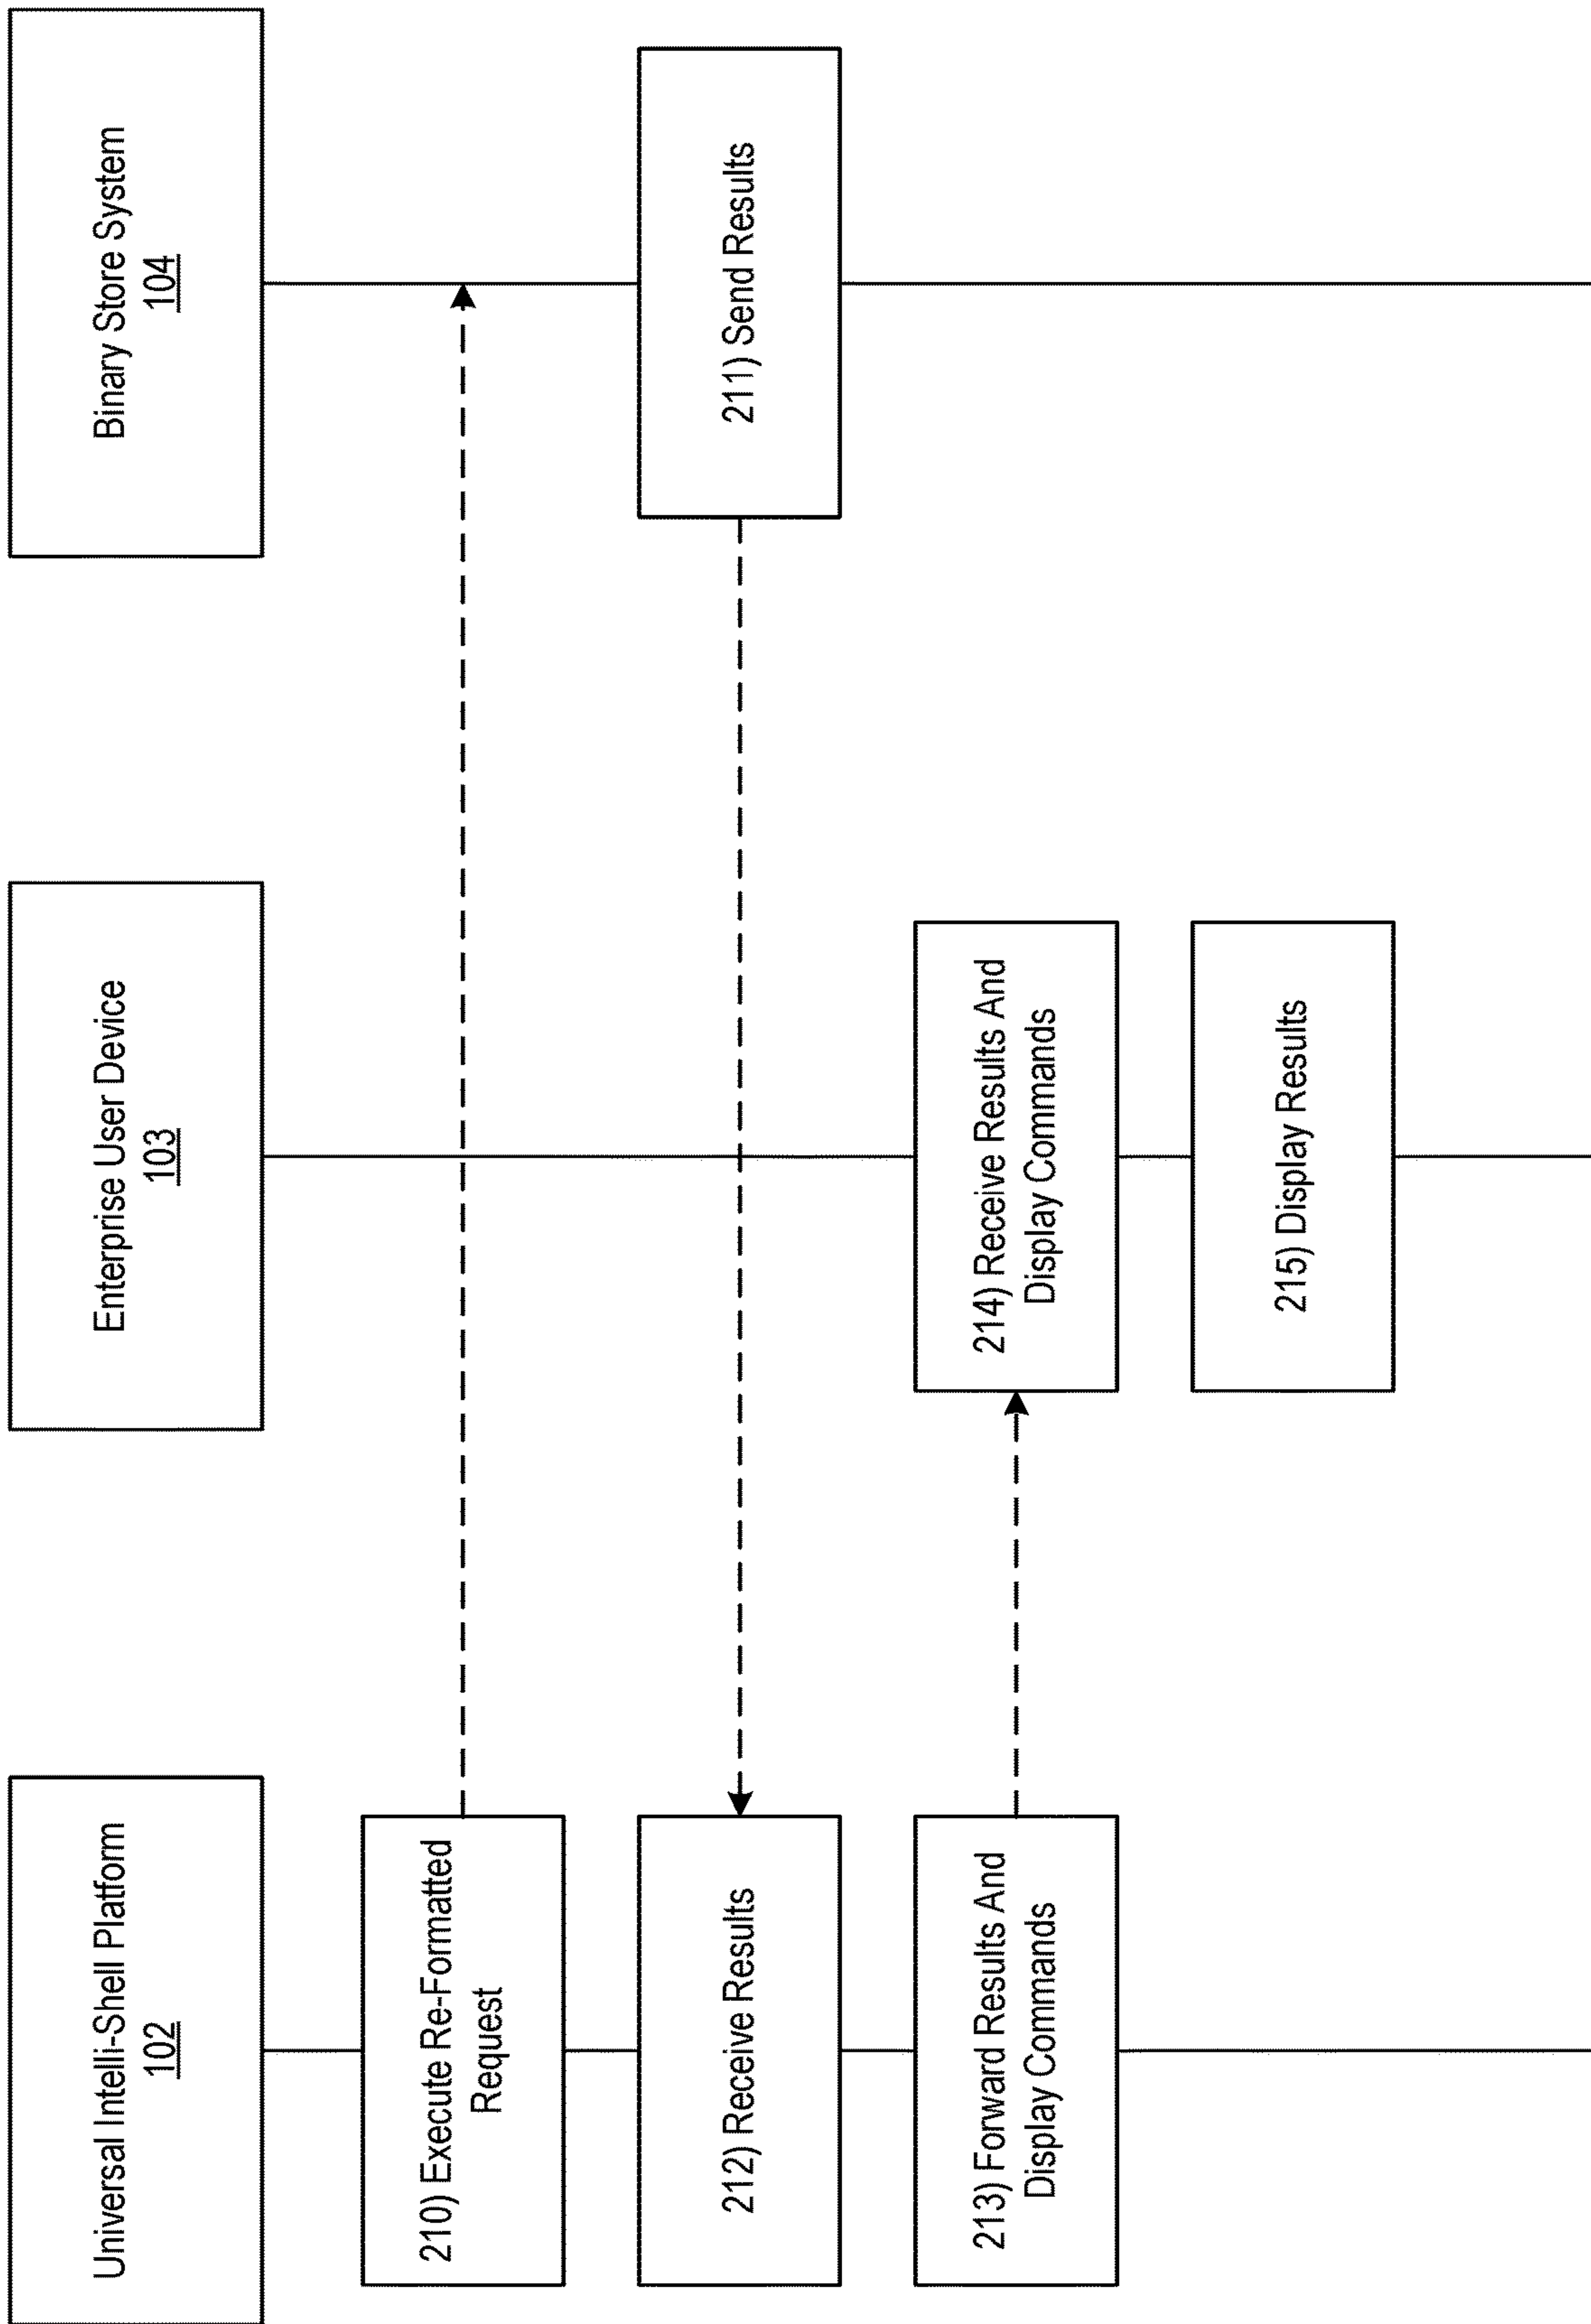 Universal Intelli-Shell Platform
102
Enterprise User Device
103
Binary Store System
104
210) Execute Re-Formatted
Request
211) Send Results
212) Receive Results
213) Forward Results And
Display Commands
214) Receive Results And
Display Commands
215) Display Results